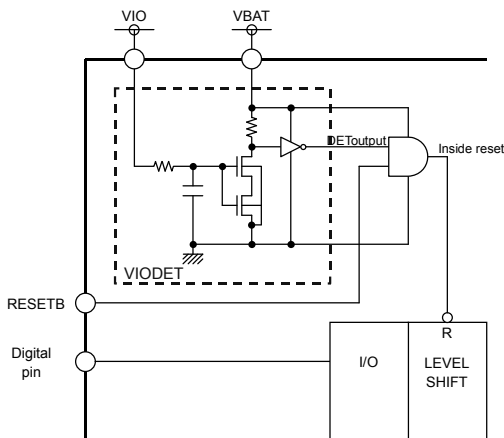 VIO
VBAT
DEToutput
Inside reset
VIODET
RESETB
Digital
pin
R
I/O
LEVEL
SHIFT